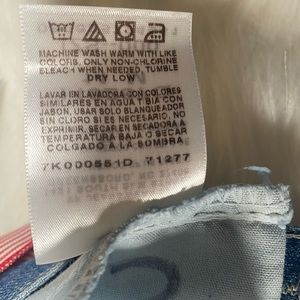 MACHINE WASH WARM WITH LIKE
COLORS, ONLY NON-CHLORINE
BLEACH WHEN NEEDED, TUMBLE
DRY LOW
LAVAR EN LAVADORA CON COLORES
SIMILARES EN AGUA TIBIA CON
JABON, USAR SOLO BLANQUEADOR
SIN CLORO SI ES NECESARIO, NO
EXPRIMIR, SECAR EN SECADORA A
TEMPERATURA BAJA O SECAR
COLGADO A LA SOMBRA
7K000551D 71277